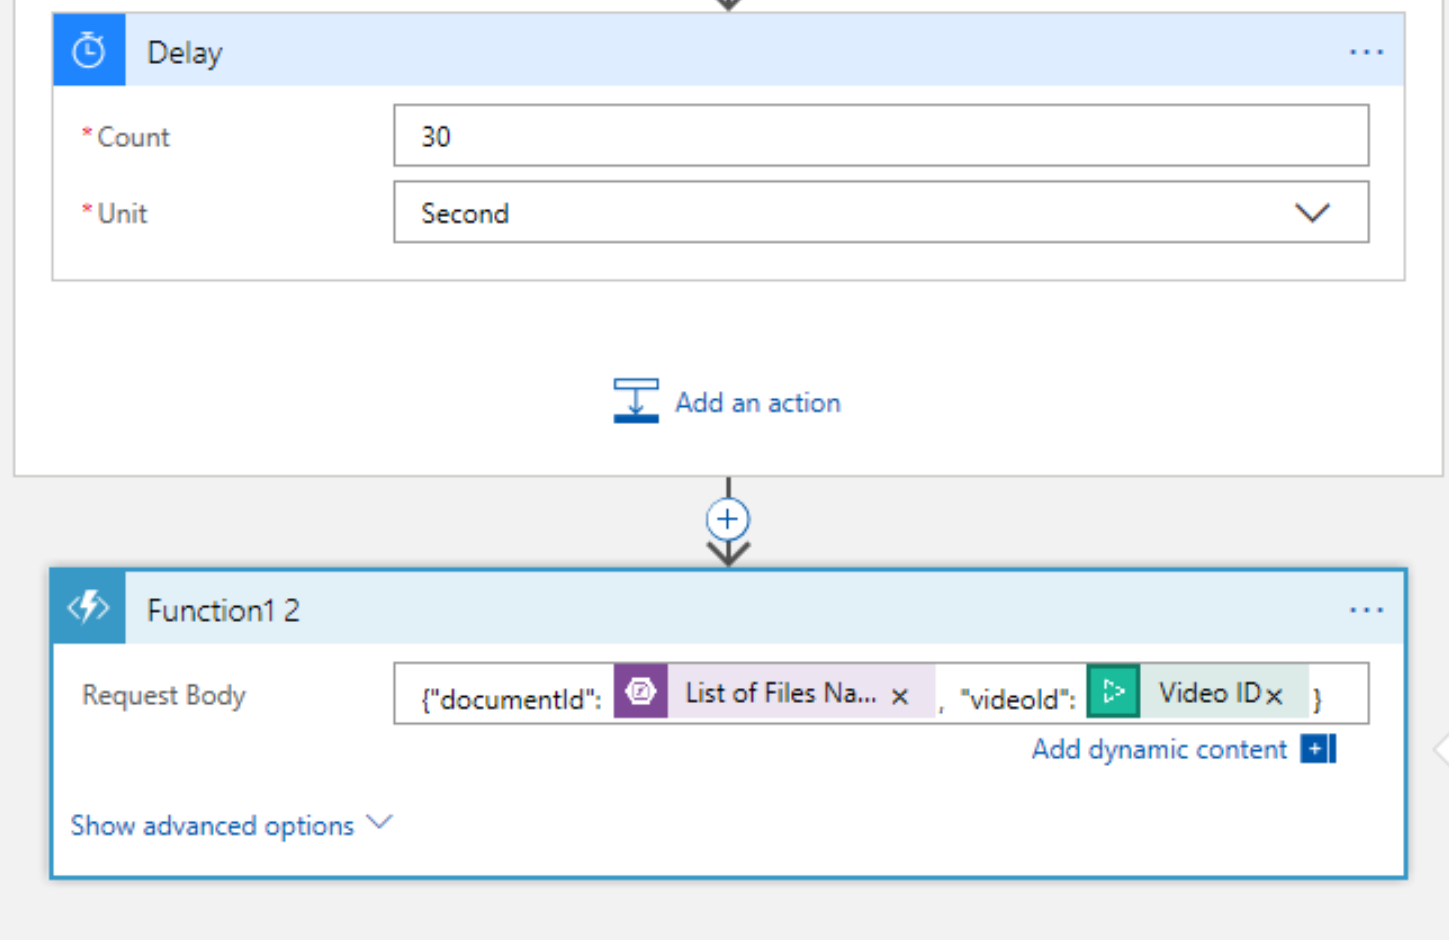 Delay ...
* Count 30
* Unit Second
Add an action
Function1 2 ...
Request Body {"documentId": List of Files Na... × , "videoId": Video ID × }
Add dynamic content +
Show advanced options